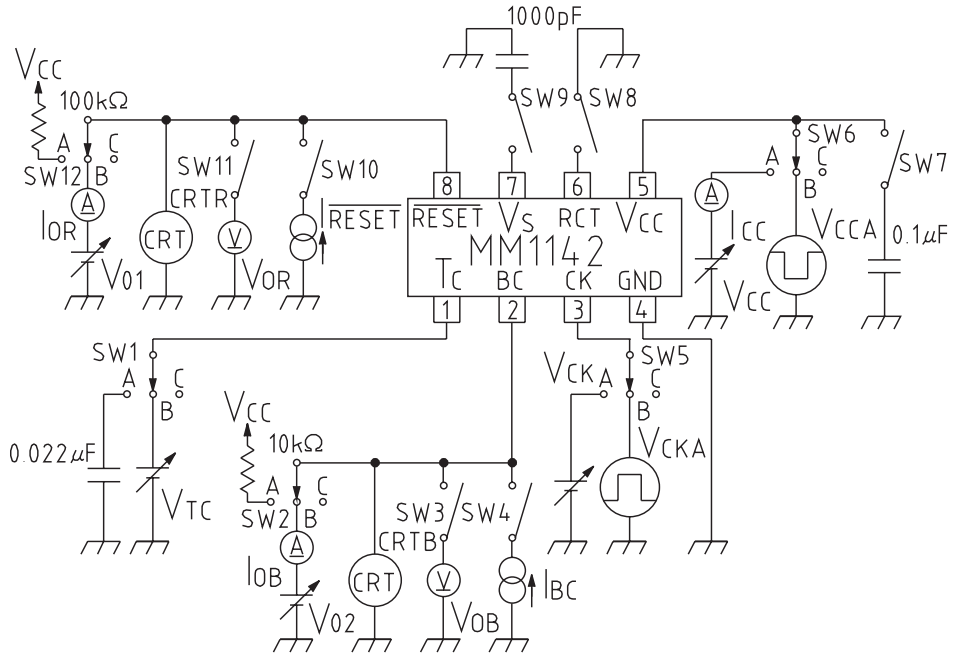 1000pF
VCC
100kΩ
SW9 SW8
A C
SW12 B
SW11
CRTR
SW10
SW6
A C
B
SW7
8 7 6 5
A
IOR
CRT
V
RESET
RESET VS RCT VCC
MM1142
TC BC CK GND
A
ICC
VCCA
0.1μF
VO1
VOR
VCC
1 2 3 4
SW1
A C
B
VCK A
SW5
C
B
VCC
10kΩ
VCKA
0.022μF
VTC
A C
SW2 B
SW3 SW4
CRTB
A
IOB
CRT
V
IBC
VO2
VOB